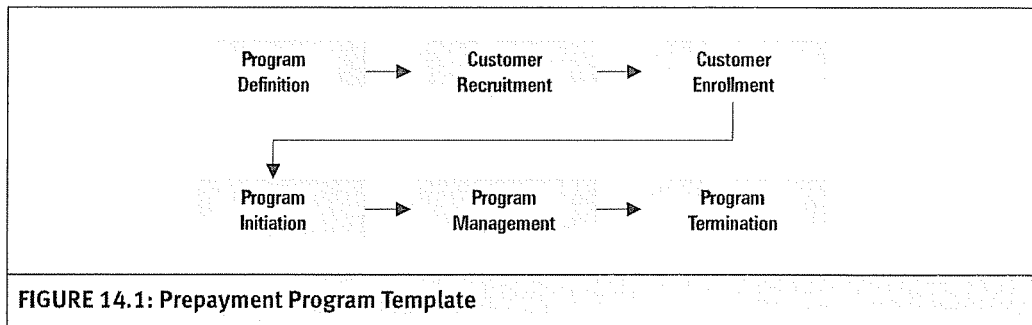 Program Definition
Customer Recruitment
Customer Enrollment
Program Initiation
Program Management
Program Termination
FIGURE 14.1: Prepayment Program Template